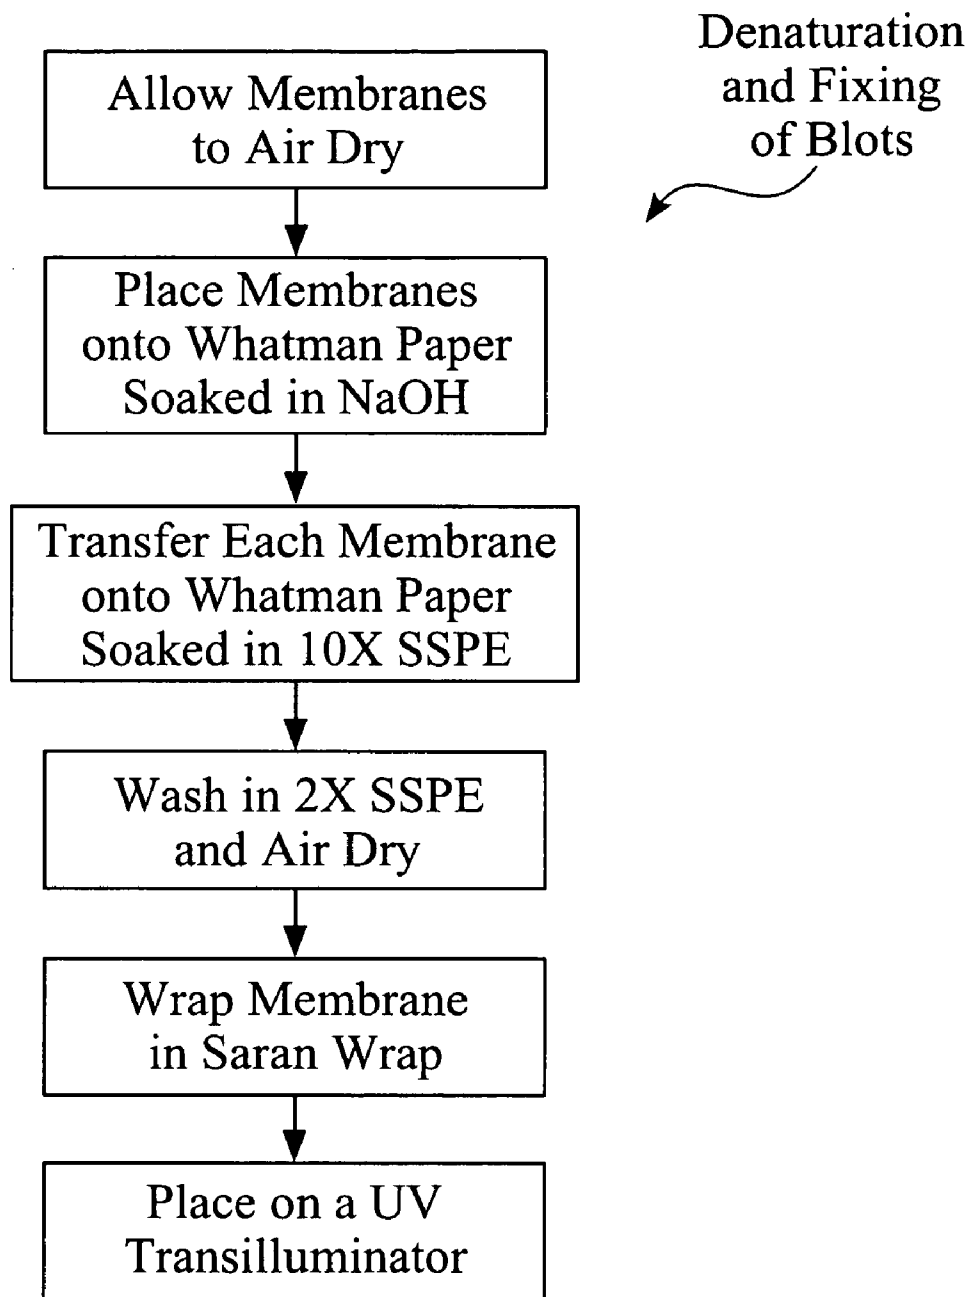 Denaturation
and Fixing
of Blots
Allow Membranes
to Air Dry
Place Membranes
onto Whatman Paper
Soaked in NaOH
Transfer Each Membrane
onto Whatman Paper
Soaked in 10X SSPE
Wash in 2X SSPE
and Air Dry
Wrap Membrane
in Saran Wrap
Place on a UV
Transilluminator